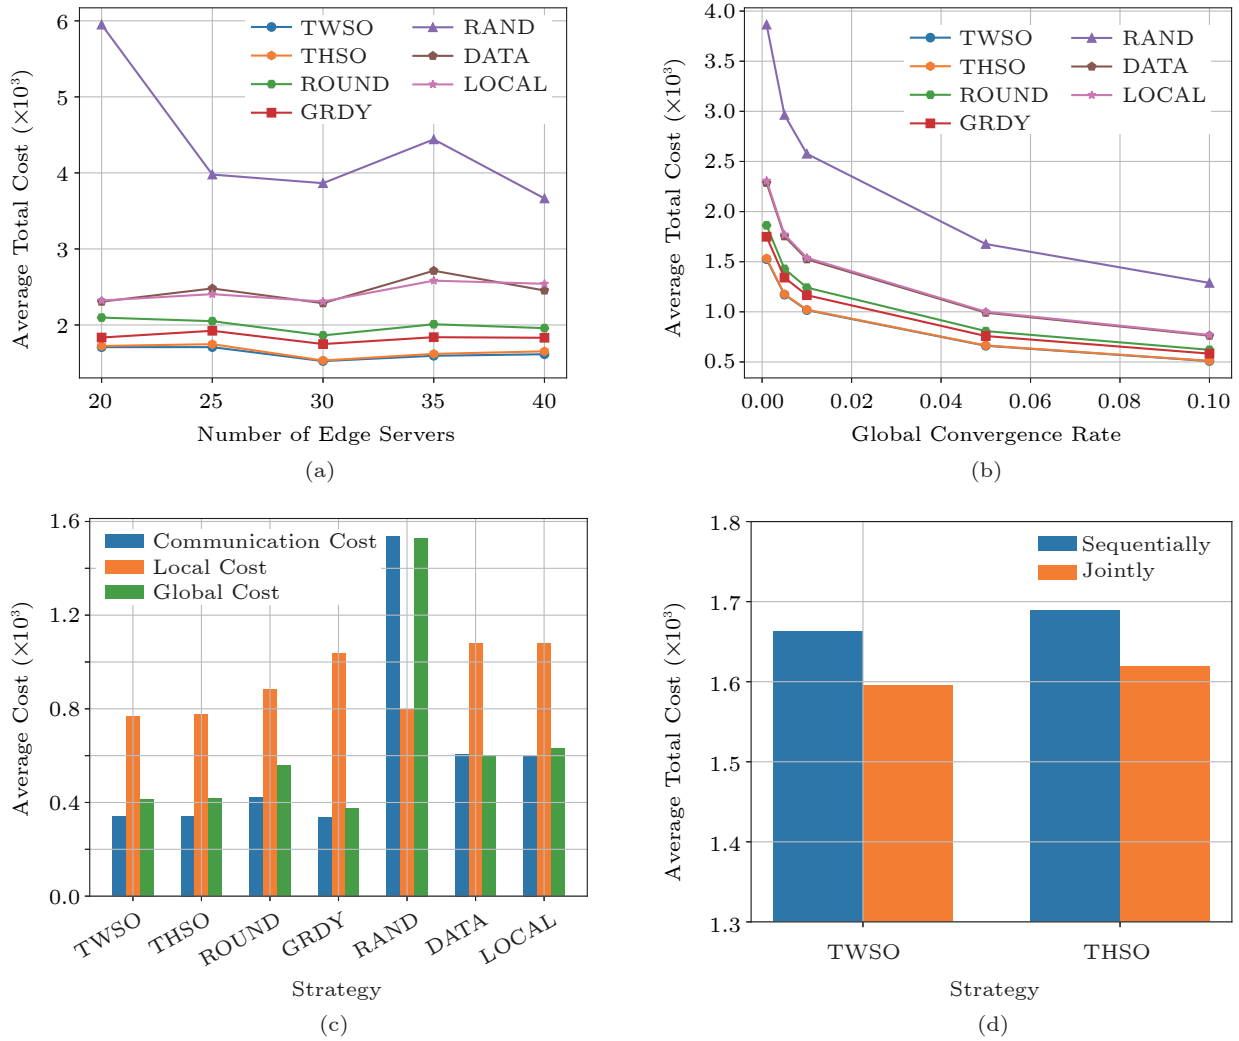 6
5
4
3
2
Average Total Cost (×10³)
TWSO
THSO
ROUND
GRDY
RAND
DATA
LOCAL
20 25 30 35 40
Number of Edge Servers
(a)
4.0
3.5
3.0
2.5
2.0
1.5
1.0
0.5
Average Total Cost (×10³)
TWSO
THSO
ROUND
GRDY
RAND
DATA
LOCAL
0.00 0.02 0.04 0.06 0.08 0.10
Global Convergence Rate
(b)
1.6
1.2
0.8
0.4
0.0
Average Cost (×10³)
Communication Cost
Local Cost
Global Cost
TWSO THSO ROUND GRDY RAND DATA LOCAL
Strategy
(c)
1.8
1.7
1.6
1.5
1.4
1.3
Average Total Cost (×10³)
Sequentially
Jointly
TWSO THSO
Strategy
(d)